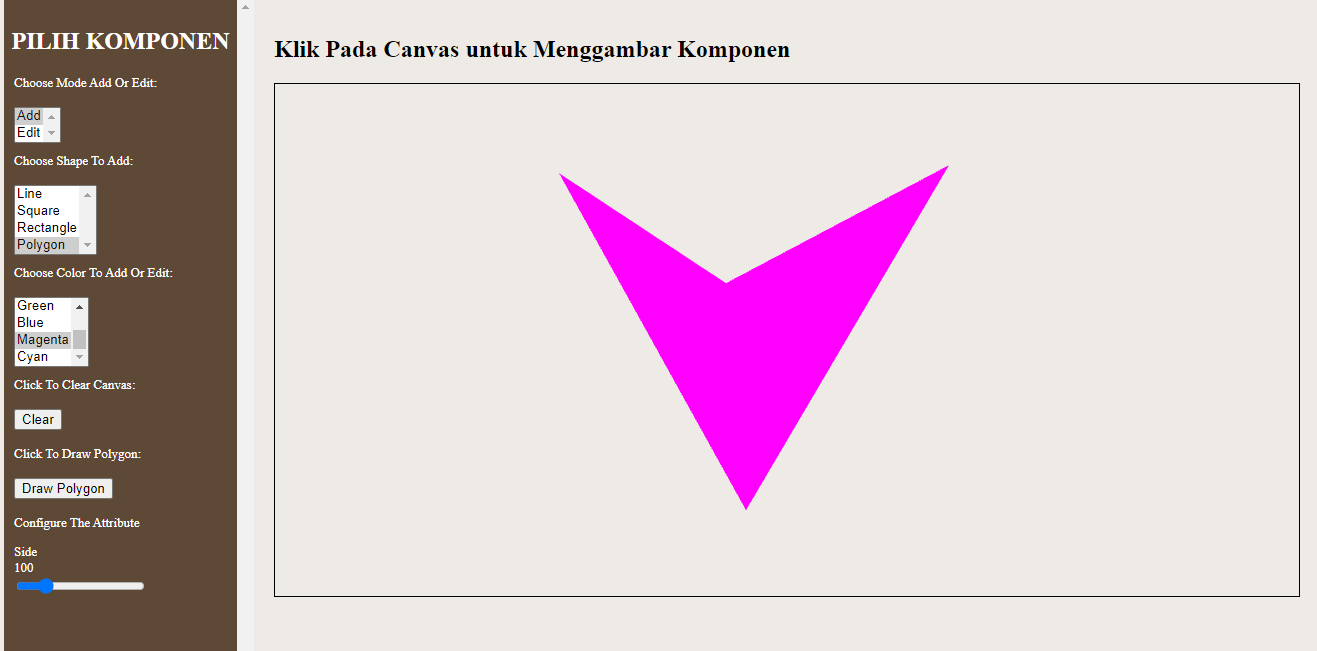 PILIH KOMPONEN
Choose Mode Add Or Edit:
Add
Edit
Choose Shape To Add:
Line
Square
Rectangle
Polygon
Choose Color To Add Or Edit:
Green
Blue
Magenta
Cyan
Click To Clear Canvas:
Clear
Click To Draw Polygon:
Draw Polygon
Configure The Attribute
Side
100
Klik Pada Canvas untuk Menggambar Komponen